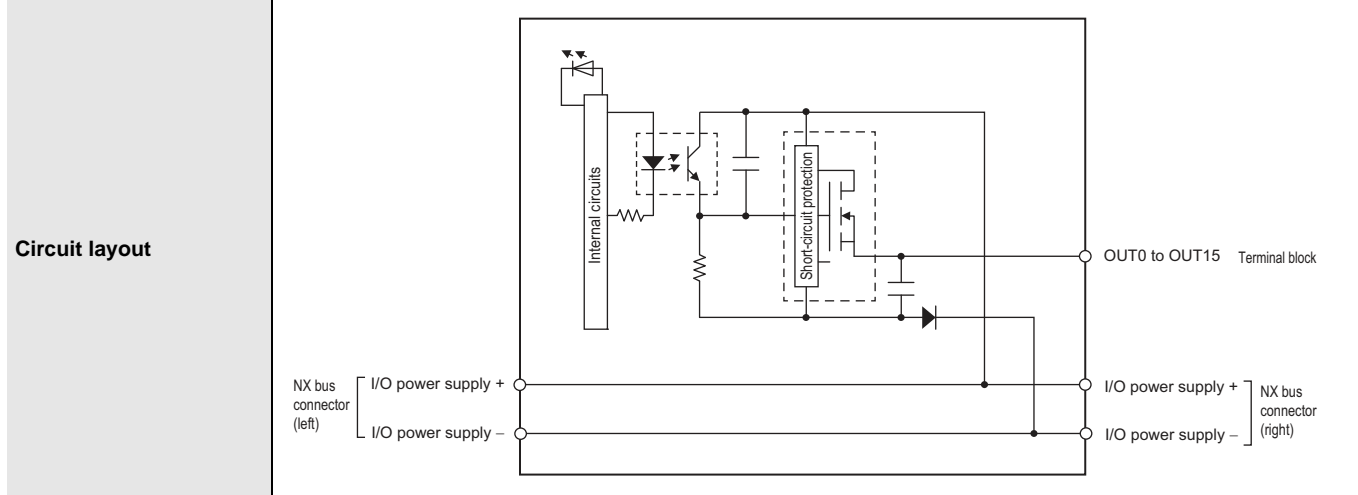 Circuit layout
Internal circuits
Short-circuit protection
OUT0 to OUT15 Terminal block
NX bus
connector
(left)
I/O power supply +
I/O power supply –
I/O power supply +
I/O power supply –
NX bus
connector
(right)